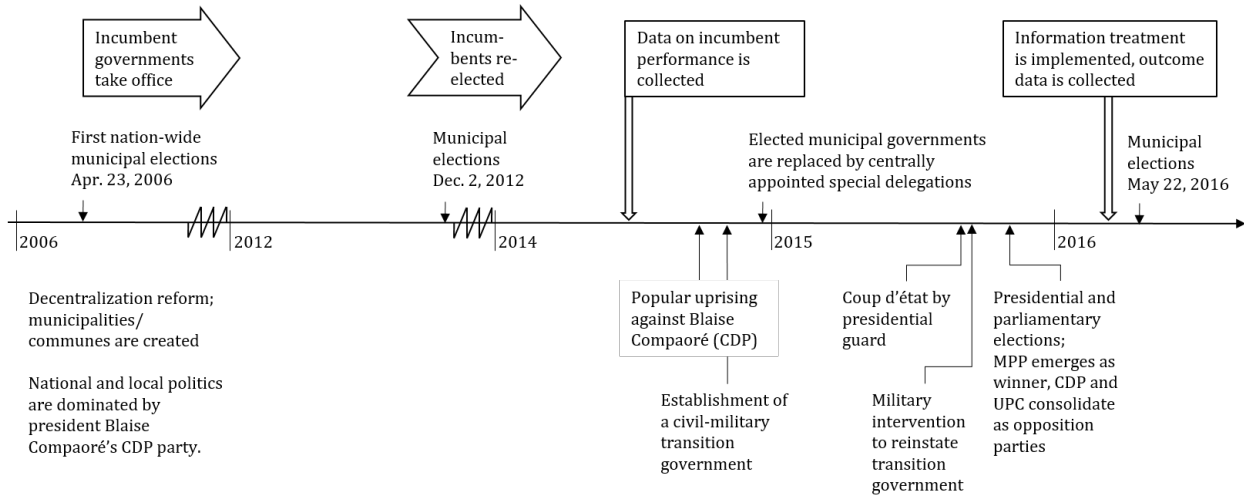 Incumbent
governments
take office
Incum-
bents re-
elected
Data on incumbent
performance is
collected
Information treatment
is implemented, outcome
data is collected
First nation-wide
municipal elections
Apr. 23, 2006
Municipal
elections
Dec. 2, 2012
Elected municipal governments
are replaced by centrally
appointed special delegations
Municipal
elections
May 22, 2016
2006
2012
2014
2015
2016
Decentralization reform;
municipalities/
communes are created
National and local politics
are dominated by
president Blaise
Compaoré’s CDP party.
Popular uprising
against Blaise
Compaoré (CDP)
Establishment of
a civil-military
transition
government
Coup d’état by
presidential
guard
Military
intervention
to reinstate
transition
government
Presidential and
parliamentary
elections;
MPP emerges as
winner, CDP and
UPC consolidate
as opposition
parties